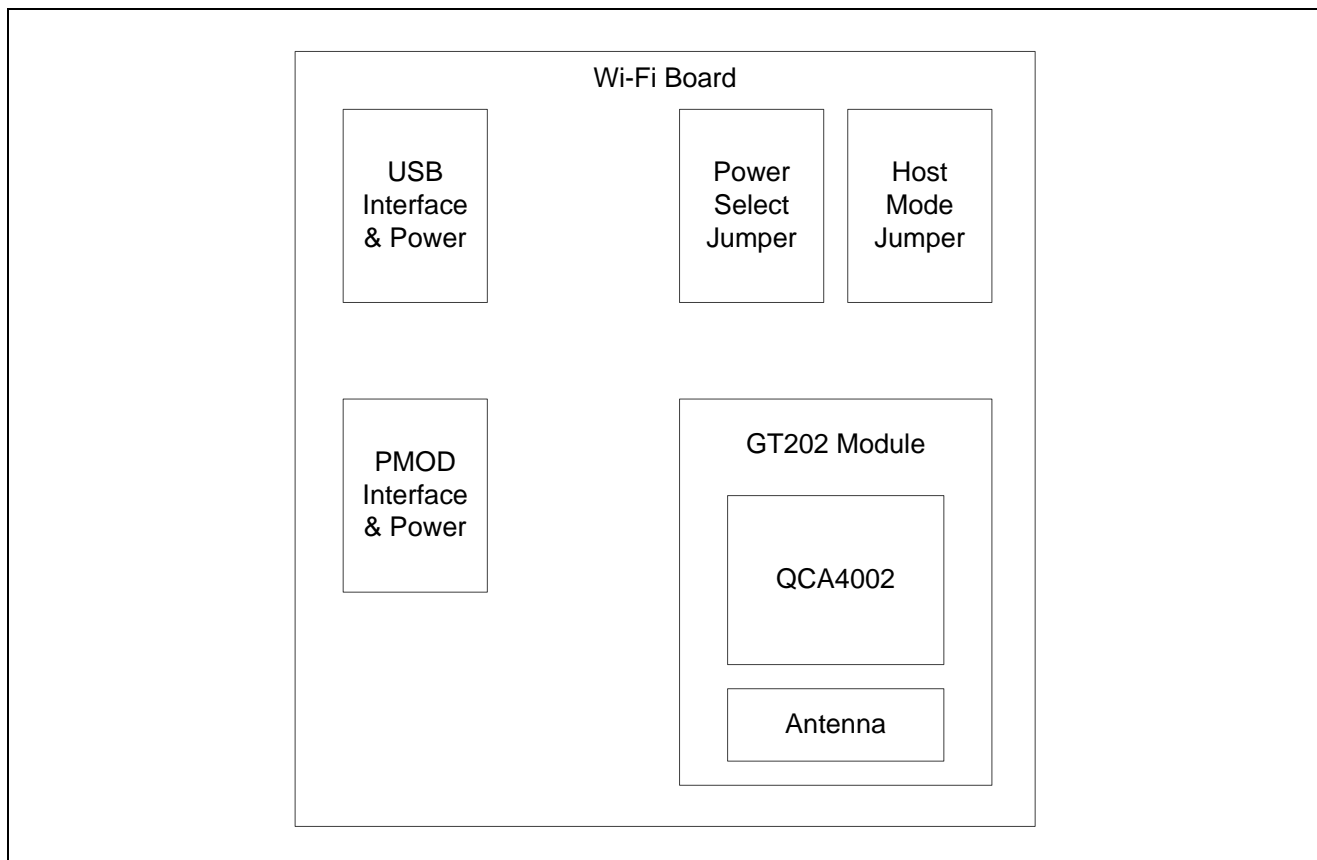 Wi-Fi Board
USB
Interface
& Power
Power
Select
Jumper
Host
Mode
Jumper
PMOD
Interface
& Power
GT202 Module
QCA4002
Antenna